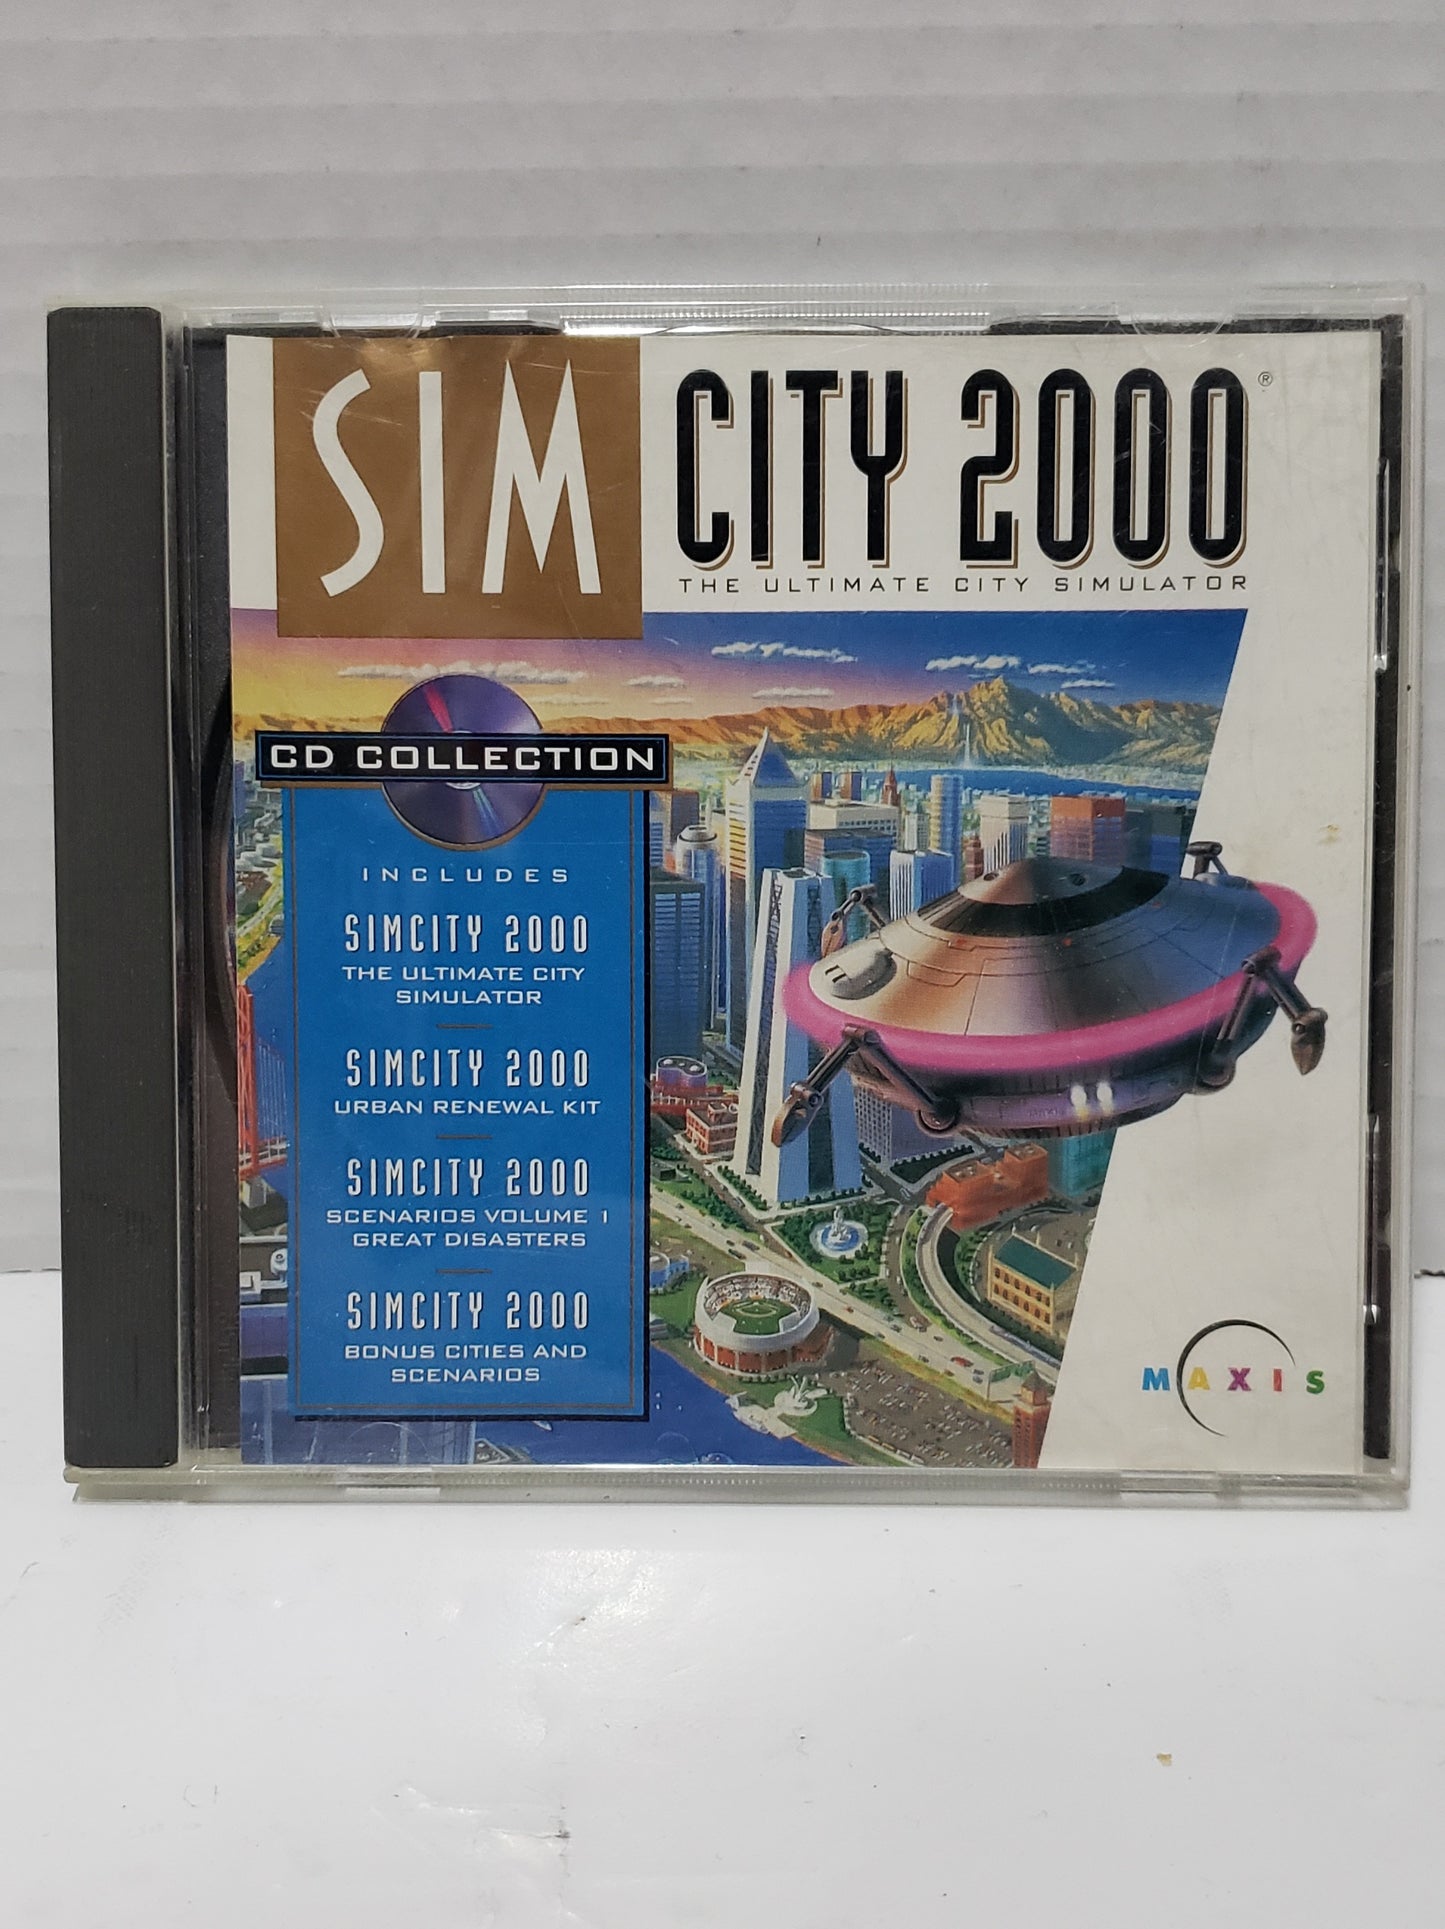 SIM CITY 2000®
THE ULTIMATE CITY SIMULATOR
CD COLLECTION
INCLUDES
SIMCITY 2000
THE ULTIMATE CITY
SIMULATOR
SIMCITY 2000
URBAN RENEWAL KIT
SIMCITY 2000
SCENARIOS VOLUME 1
GREAT DISASTERS
SIMCITY 2000
BONUS CITIES AND
SCENARIOS
MAXIS